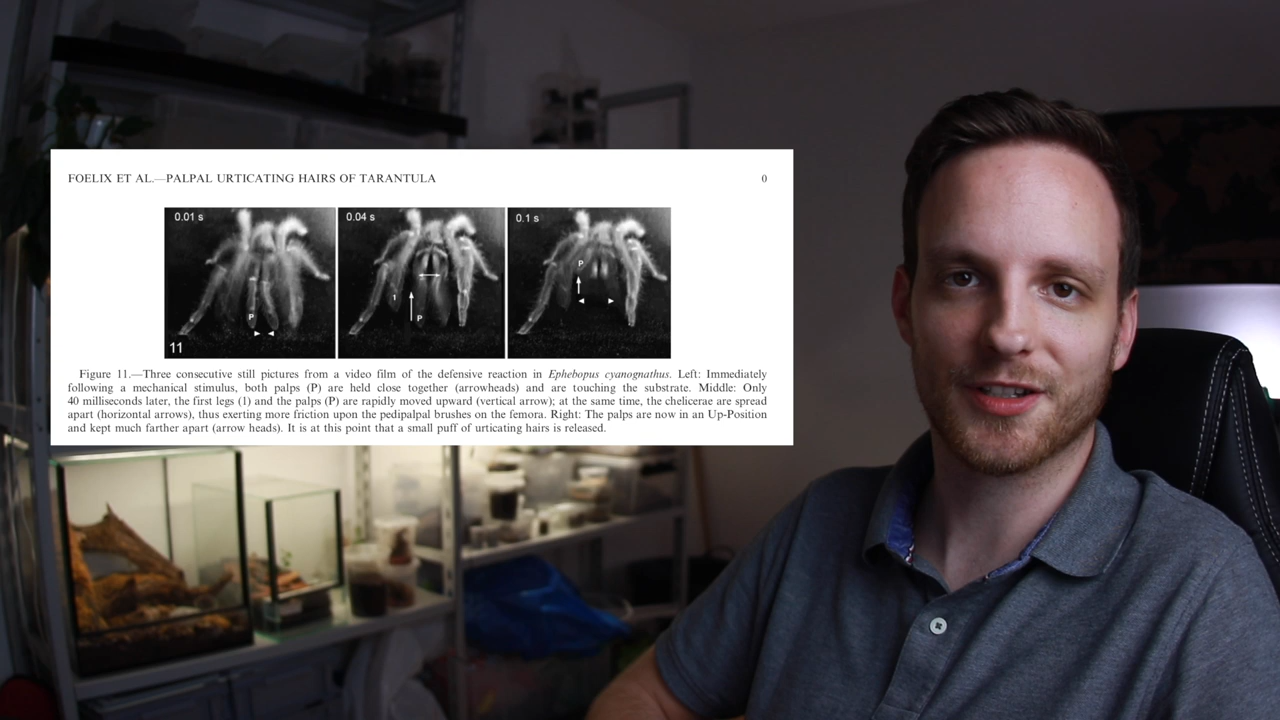 FOELIX ET AL.—PALPAL URTICATING HAIRS OF TARANTULA 0
0.01 s 0.04 s 0.1 s
P
1
P
P
11
Figure 11.—Three consecutive still pictures from a video film of the defensive reaction in Ephebopus cyanognathus. Left: Immediately
following a mechanical stimulus, both palps (P) are held close together (arrowheads) and are touching the substrate. Middle: Only
40 milliseconds later, the first legs (1) and the palps (P) are rapidly moved upward (vertical arrow); at the same time, the chelicerae are spread
apart (horizontal arrows), thus exerting more friction upon the pedipalpal brushes on the femora. Right: The palps are now in an Up-Position
and kept much farther apart (arrow heads). It is at this point that a small puff of urticating hairs is released.